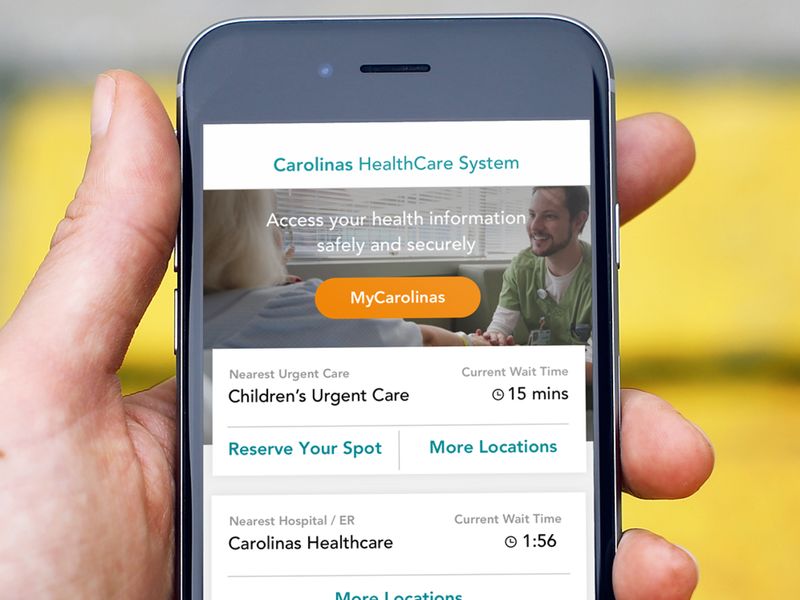 Carolinas HealthCare System
Access your health information
safely and securely
MyCarolinas
Nearest Urgent Care
Current Wait Time
Children's Urgent Care
15 mins
Reserve Your Spot
More Locations
Nearest Hospital / ER
Current Wait Time
Carolinas Healthcare
1:56
More Locations